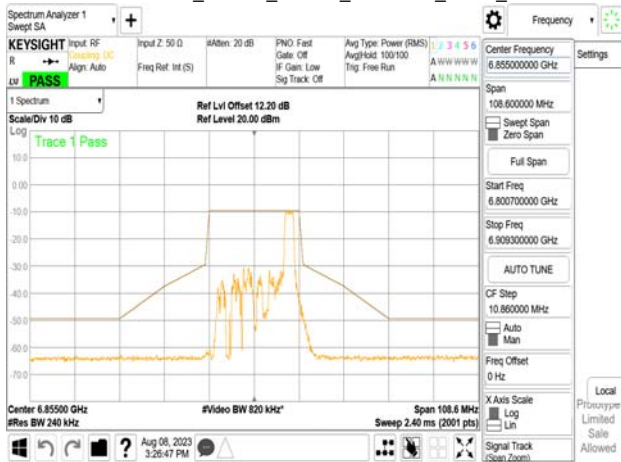 Spectrum Analyzer 1
Swept SA
+
Frequency
KEYSIGHT
R
LV PASS
Input: RF
Coupling: DC
Align: Auto
Input Z: 50 Ω
Freq Ref: Int (S)
#Atten: 20 dB
PNO: Fast
Gate: Off
IF Gain: Low
Sig Track: Off
Avg Type: Power (RMS)
Avg|Hold: 100/100
Trig: Free Run
1 2 3 4 5 6
A W W W W W
A N N N N N
1 Spectrum
Scale/Div 10 dB
Ref Lvl Offset 12.20 dB
Ref Level 20.00 dBm
Log
Trace 1 Pass
10.0
0.00
-10.0
-20.0
-30.0
-40.0
-50.0
-60.0
-70.0
Center 6.85500 GHz
#Video BW 820 kHz*
Span 108.6 MHz
#Res BW 240 kHz
Sweep 2.40 ms (2001 pts)
?
Aug 08, 2023
3:26:47 PM
Center Frequency
6.855000000 GHz
Settings
Span
108.600000 MHz
Swept Span
Zero Span
Full Span
Start Freq
6.800700000 GHz
Stop Freq
6.909300000 GHz
AUTO TUNE
CF Step
10.860000 MHz
Auto
Man
Freq Offset
0 Hz
X Axis Scale
Log
Lin
Signal Track
(Span Zoom)
Local
Prototype
Limited
Sale
Allowed